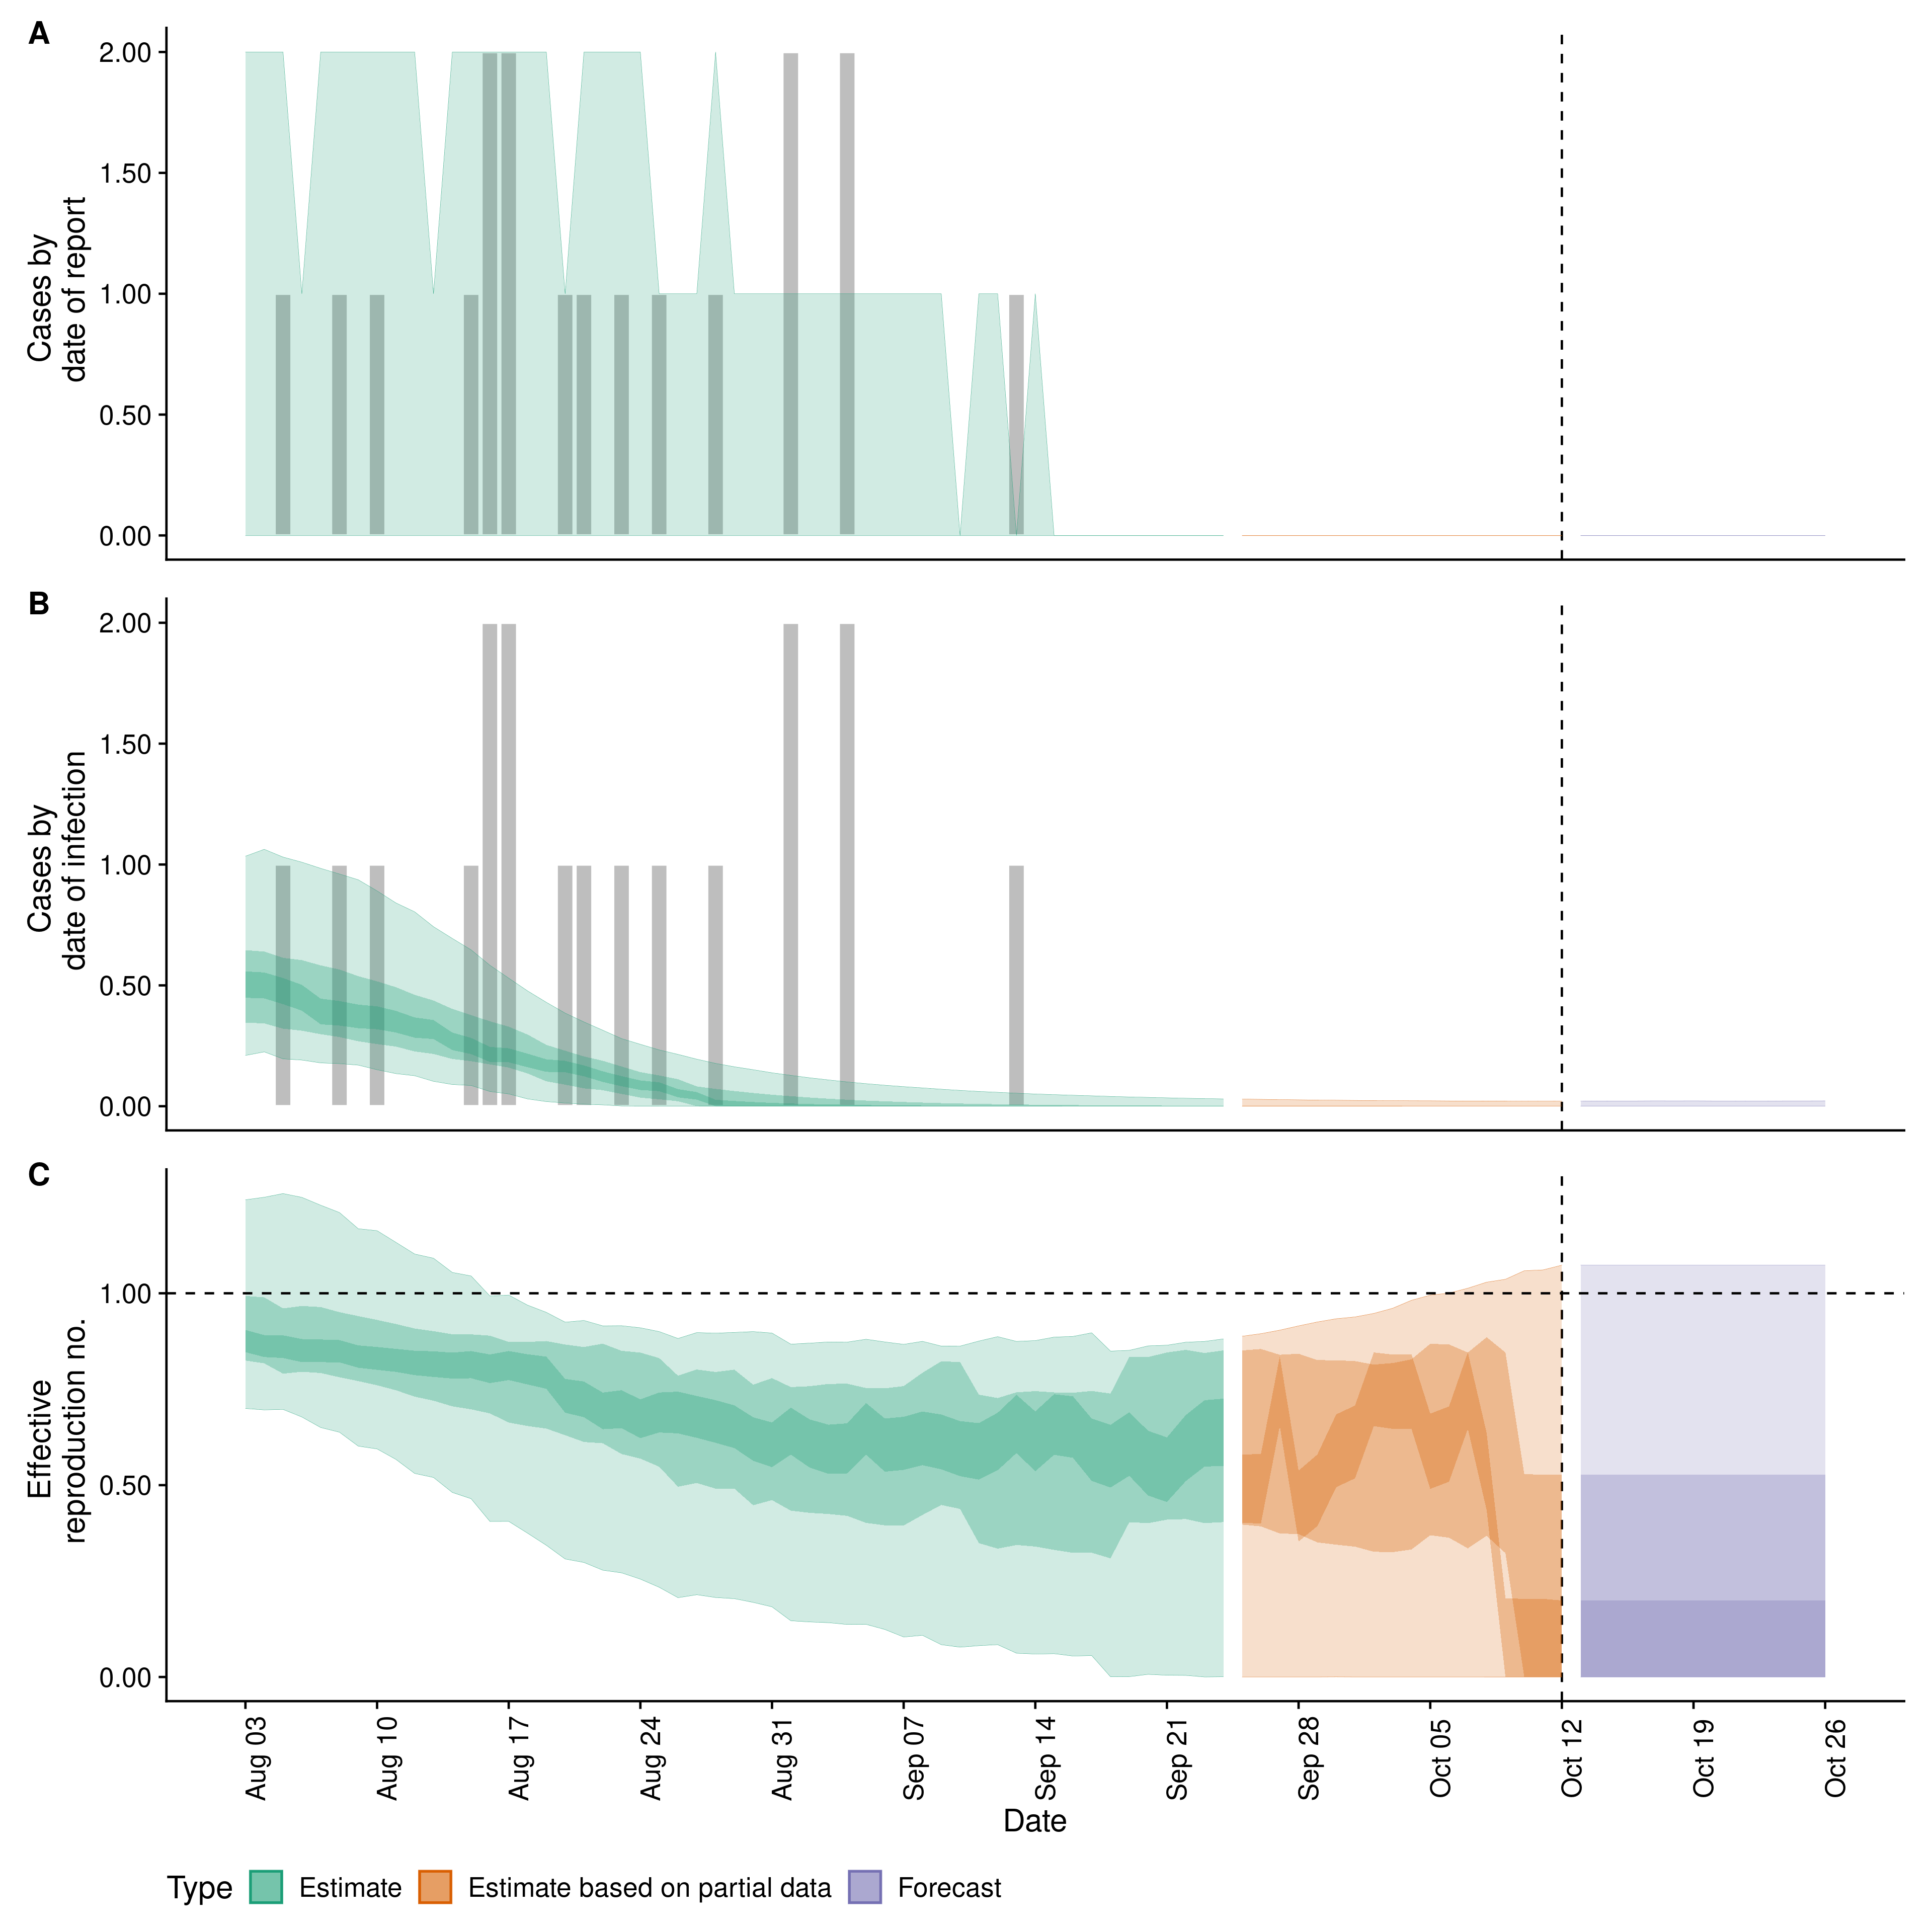 A
Cases by
date of report
2.00
1.50
1.00
0.50
0.00
B
Cases by
date of infection
2.00
1.50
1.00
0.50
0.00
C
Effective
reproduction no.
1.00
0.50
0.00
Aug 03
Aug 10
Aug 17
Aug 24
Aug 31
Sep 07
Sep 14
Sep 21
Sep 28
Oct 05
Oct 12
Oct 19
Oct 26
Date
Type Estimate Estimate based on partial data Forecast